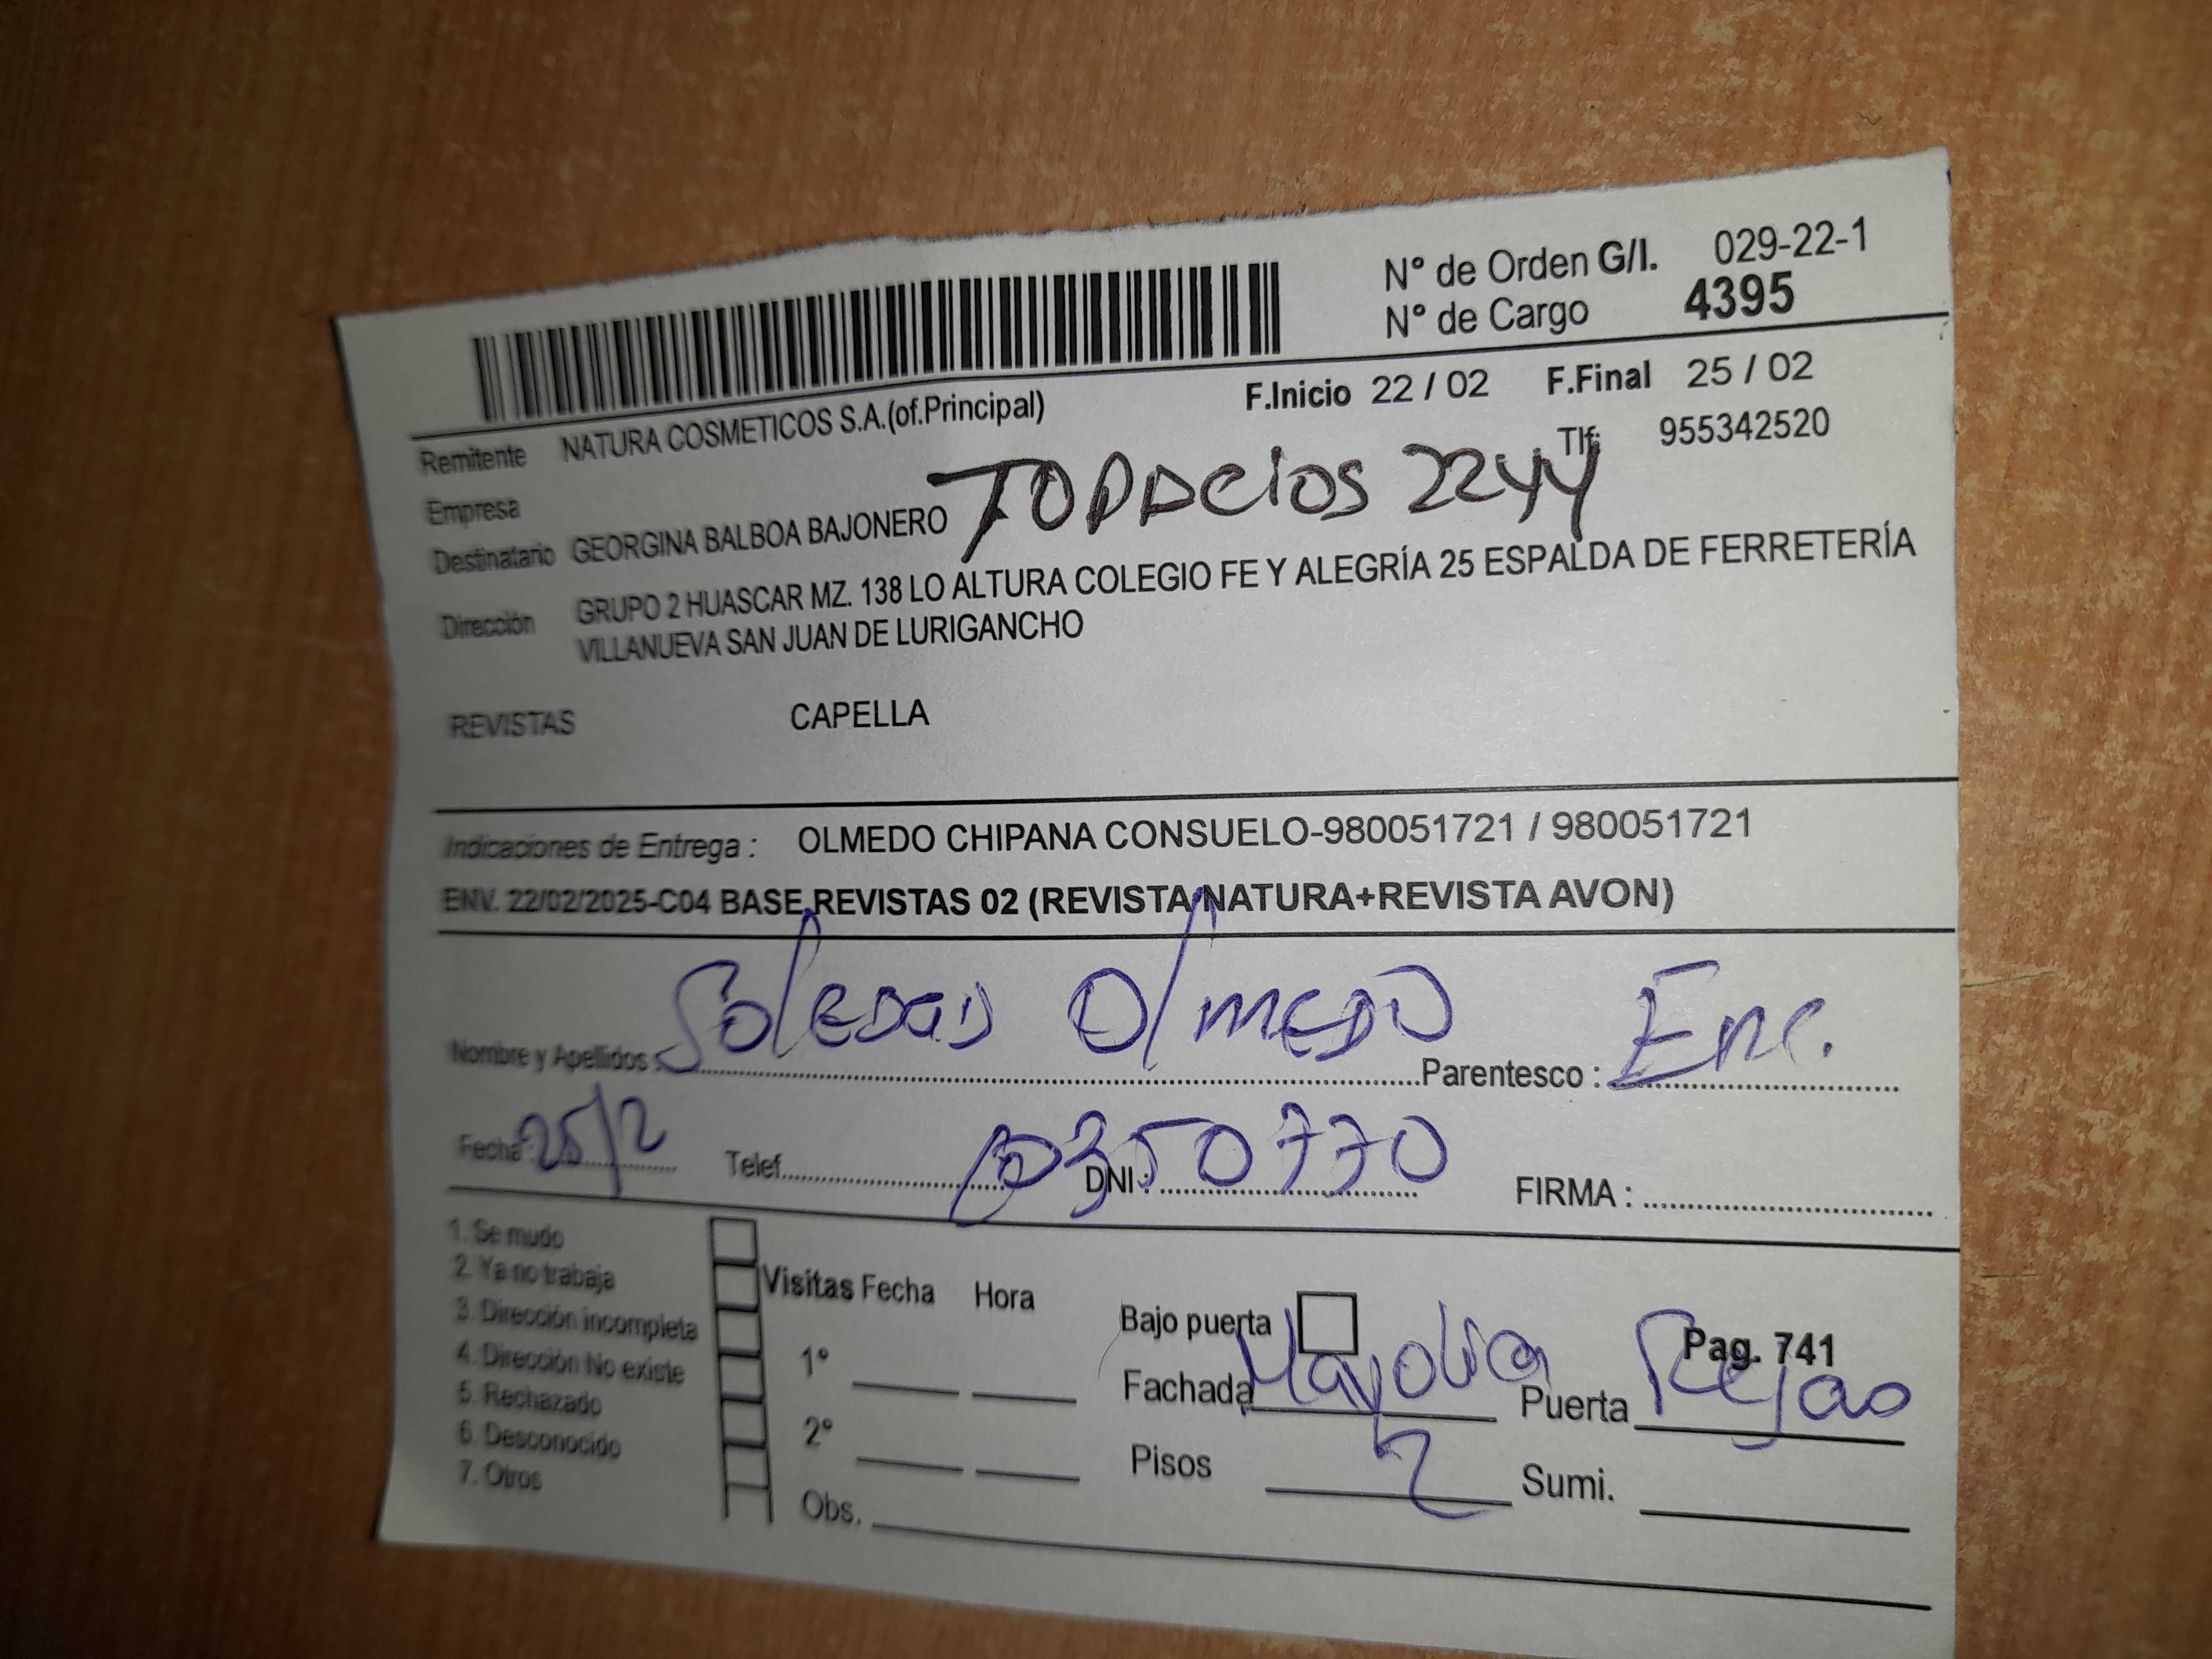 N° de Orden G/I. 029-22-1
N° de Cargo 4395
F.Inicio 22 / 02 F.Final 25 / 02
Remitente NATURA COSMETICOS S.A.(of.Principal)
Tlf: 955342520
Empresa
TOPACIOS 2244
Destinatario GEORGINA BALBOA BAJONERO
Dirección GRUPO 2 HUASCAR MZ. 138 LO ALTURA COLEGIO FE Y ALEGRÍA 25 ESPALDA DE FERRETERÍA
VILLANUEVA SAN JUAN DE LURIGANCHO
REVISTAS CAPELLA
Indicaciones de Entrega : OLMEDO CHIPANA CONSUELO-980051721 / 980051721
ENV. 22/02/2025-C04 BASE REVISTAS 02 (REVISTA NATURA+REVISTA AVON)
Nombre y Apellidos : Soledad Olmedo Parentesco : Enc.
Fecha : 25/2 Telef. DNI : 10350770 FIRMA :
1. Se mudo
2. Ya no trabaja
3. Dirección incompleta
4. Dirección No existe
5. Rechazado
6. Desconocido
7. Otros
Visitas Fecha Hora
1°
2°
Obs.
Bajo puerta
Pag. 741
Fachada Mayolica Puerta Rejas
Pisos 2 Sumi.